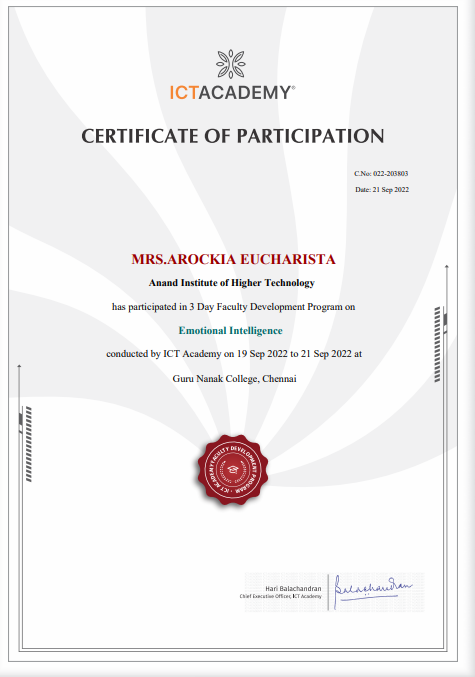 ICTACADEMY®
CERTIFICATE OF PARTICIPATION
C.No: 022-203803
Date: 21 Sep 2022
MRS.AROCKIA EUCHARISTA
Anand Institute of Higher Technology
has participated in 3 Day Faculty Development Program on
Emotional Intelligence
conducted by ICT Academy on 19 Sep 2022 to 21 Sep 2022 at
Guru Nanak College, Chennai
FACULTY DEVELOPMENT PROGRAM • ICT ACADEMY
Hari Balachandran
Chief Executive Officer, ICT Academy
Balachandran